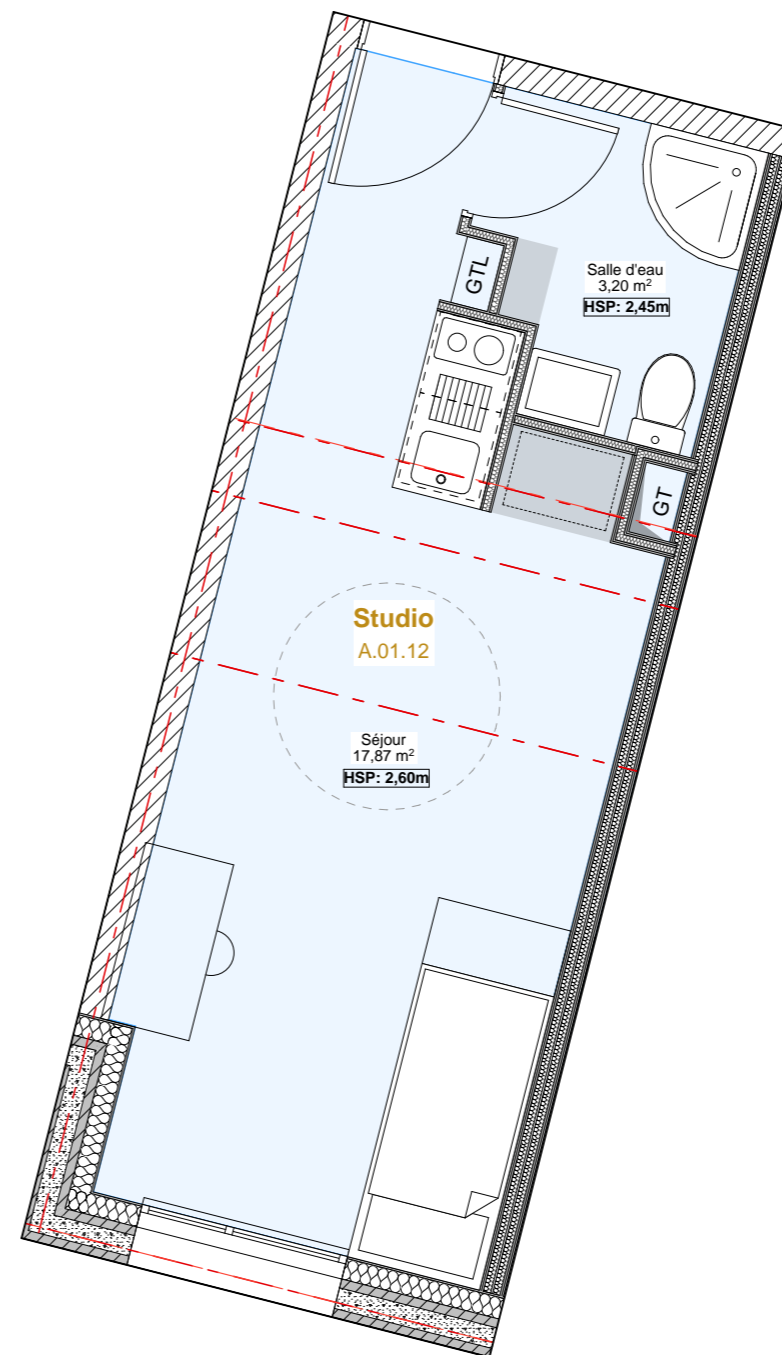 GTL
Salle d'eau
3,20 m²
HSP: 2,45m
GT
Studio
A.01.12
Séjour
17,87 m²
HSP: 2,60m